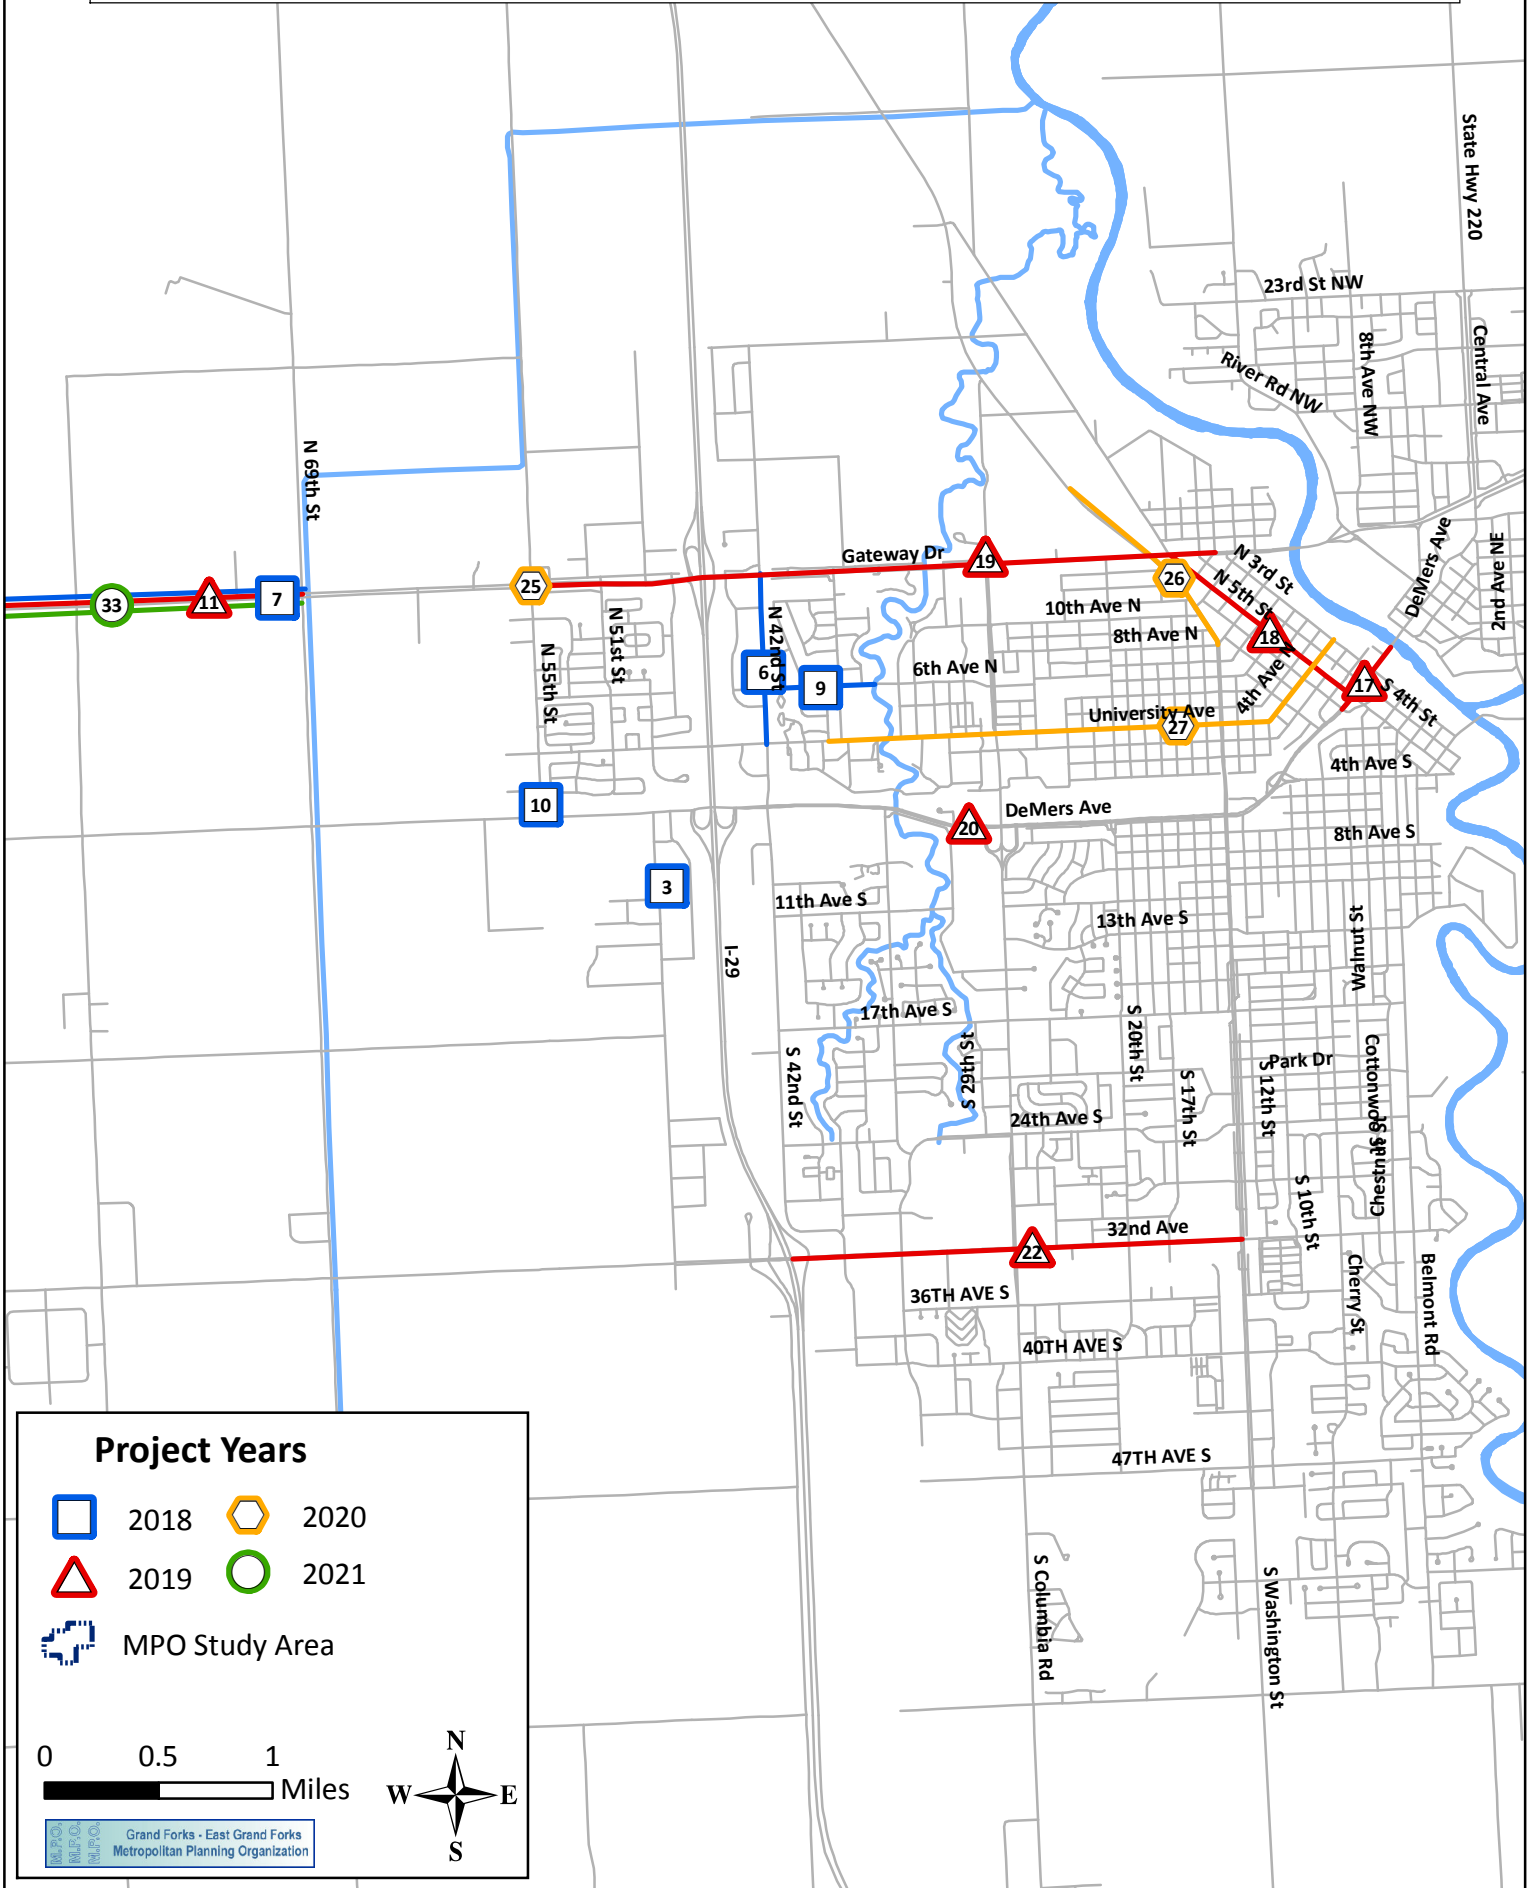 State Hwy 220
23rd St NW
8th Ave NW
Central Ave
River Rd NW
N 69th St
DeMers Ave
2nd Ave NE
Gateway Dr
19
N 3rd St
N 5th St
26
25
33
11
7
10th Ave N
N 51st St
N 42nd St
8th Ave N
18
N 55th St
6
9
6th Ave N
4th Ave N
17
S 4th St
University Ave
27
4th Ave S
10
DeMers Ave
20
8th Ave S
3
11th Ave S
13th Ave S
Walnut St
I-29
17th Ave S
S 20th St
S 29th St
S 42nd St
Park Dr
S 17th St
S 12th St
Cottonwood St
Chestnut St
24th Ave S
S 10th St
32nd Ave
22
Cherry St
Belmont Rd
36TH AVE S
40TH AVE S
47TH AVE S
S Columbia Rd
S Washington St
Project Years
2018
2020
2019
2021
MPO Study Area
0 0.5 1
Miles
N
W E
S
M.P.O.
M.P.O.
M.P.O.
Grand Forks - East Grand Forks
Metropolitan Planning Organization